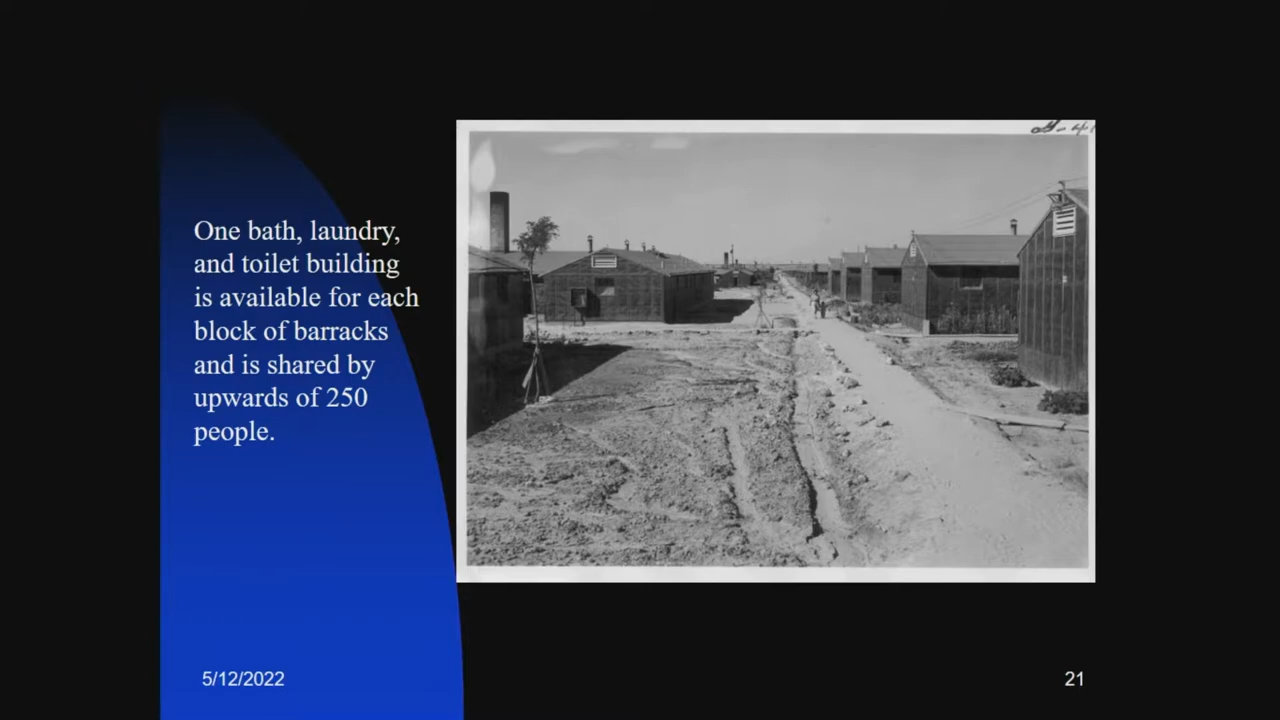 One bath, laundry,
and toilet building
is available for each
block of barracks
and is shared by
upwards of 250
people.
5/12/2022
21